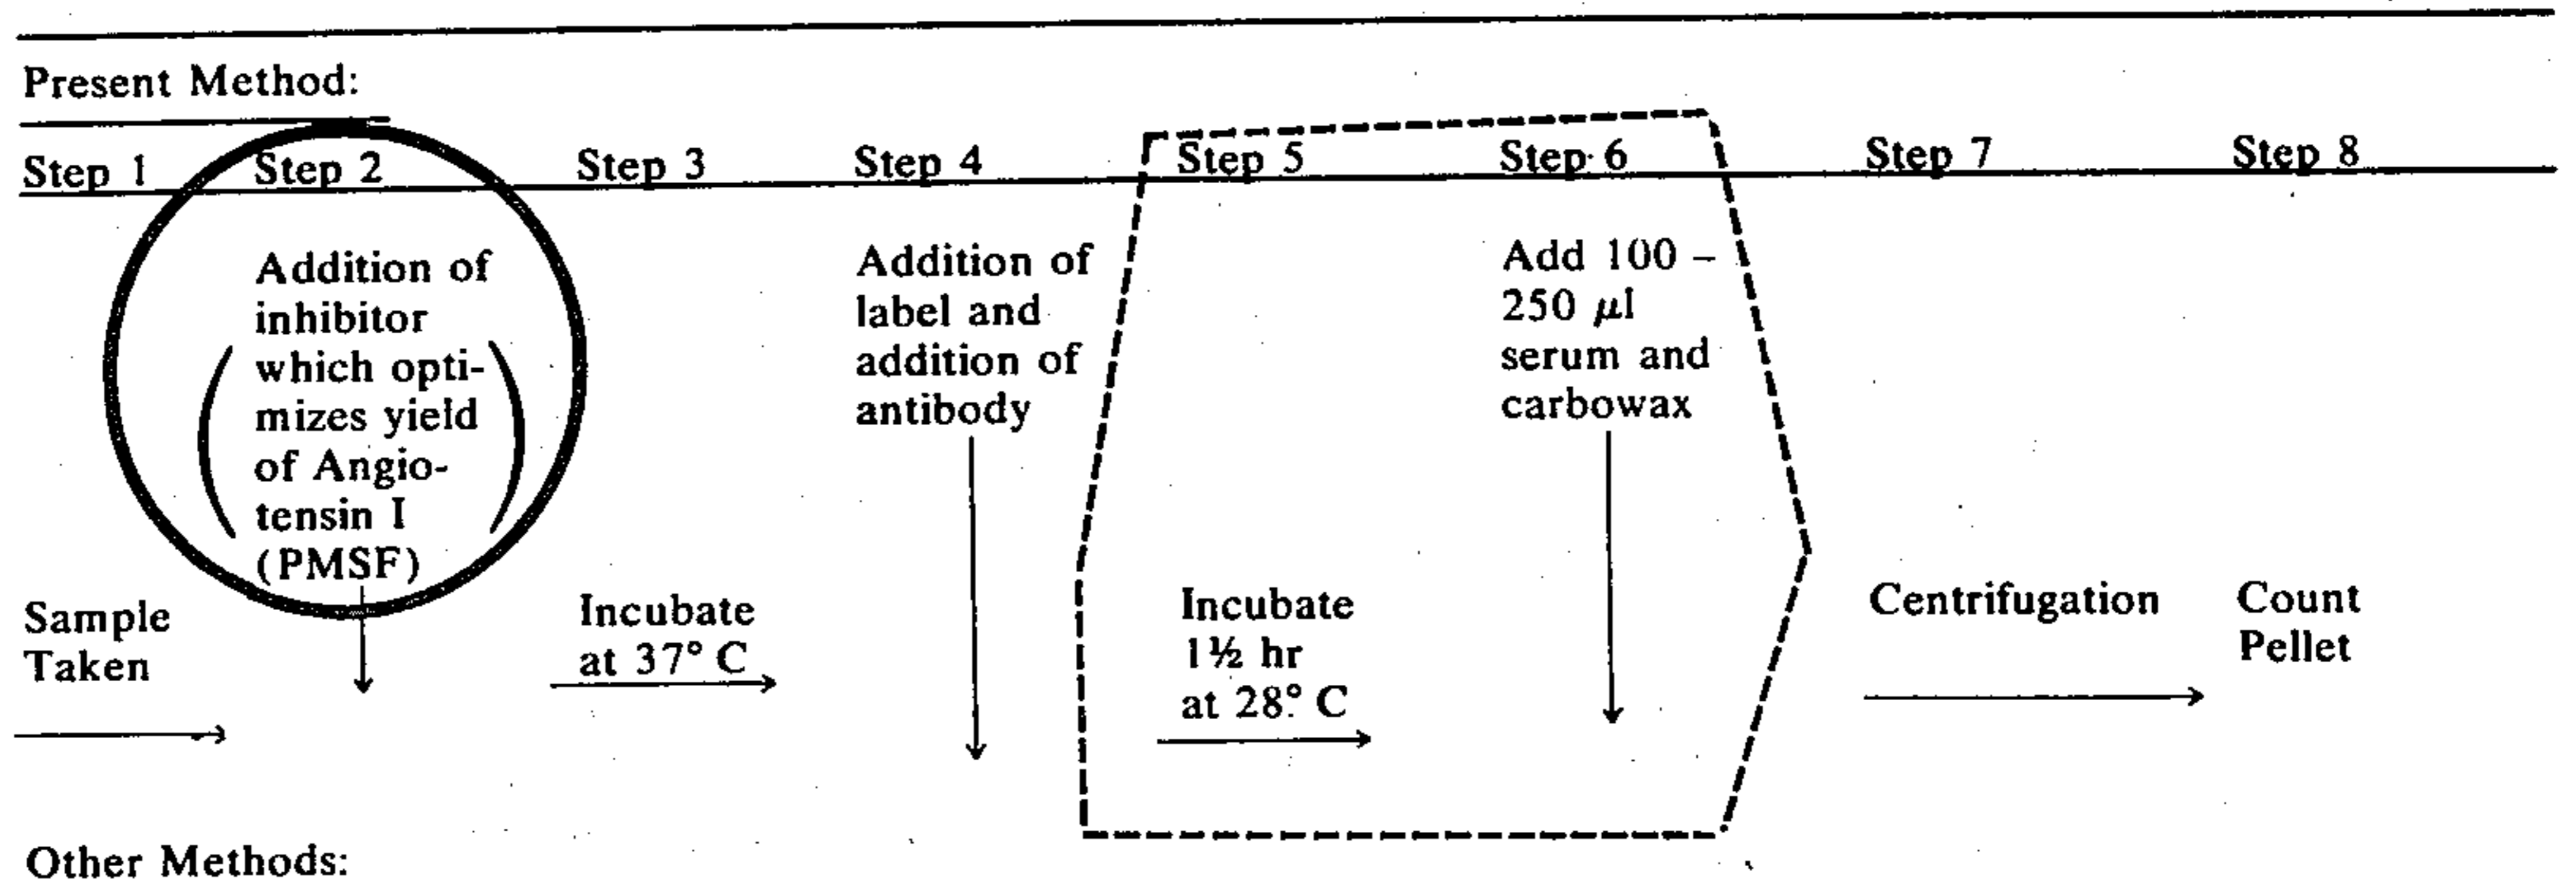 Present Method:
Step 1 Step 2 Step 3 Step 4 Step 5 Step 6 Step 7 Step 8
Addition of
inhibitor
which opti-
mizes yield
of Angio-
tensin I
(PMSF)
Addition of
label and
addition of
antibody
Add 100 –
250 µl
serum and
carbowax
Sample
Taken
Incubate
at 37° C
Incubate
1½ hr
at 28° C
Centrifugation
Count
Pellet
Other Methods: